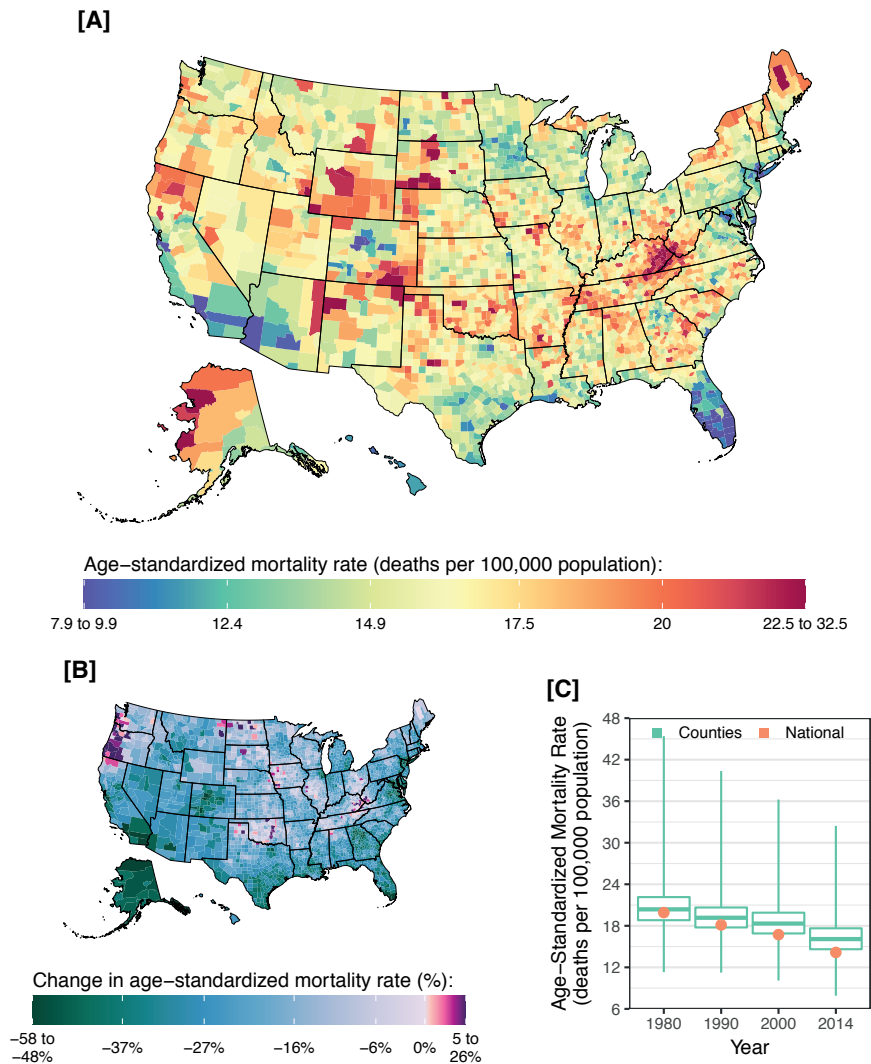 [A]
Age−standardized mortality rate (deaths per 100,000 population):
7.9 to 9.9 12.4 14.9 17.5 20 22.5 to 32.5
[B]
Change in age−standardized mortality rate (%):
−58 to −37% −27% −16% −6% 0% 5 to
−48% 26%
[C]
Age−Standardized Mortality Rate
(deaths per 100,000 population)
48
42
36
30
24
18
12
6
Counties National
1980 1990 2000 2014
Year